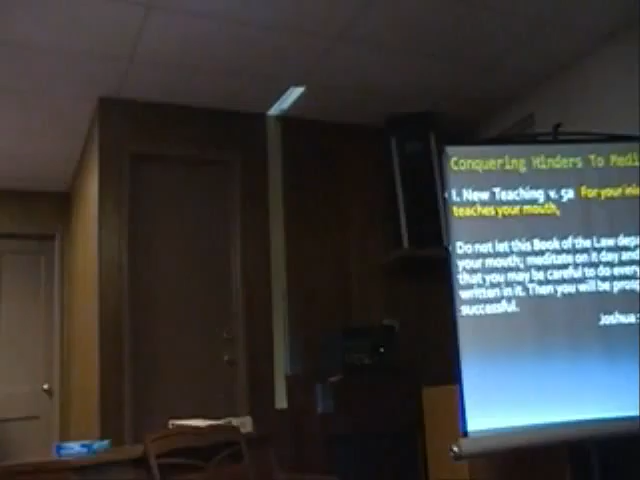 Conquering Hinders To Medi
I. New Teaching v. 5a For your
teaches your mouth,
Do not let this Book of the Law depa
your mouth; meditate on it day and
that you may be careful to do every
written in it. Then you will be prosp
successful.
Joshua